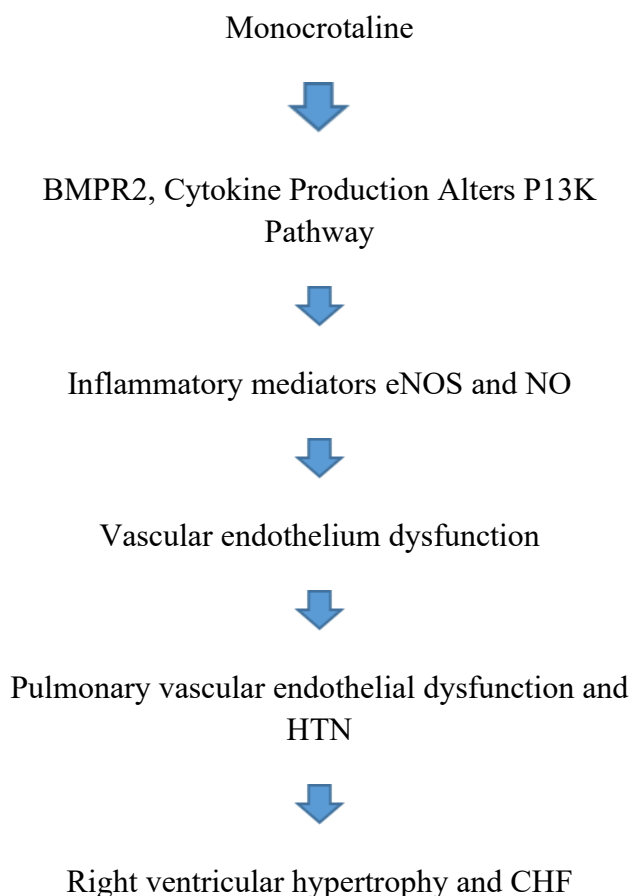 Monocrotaline
BMPR2, Cytokine Production Alters P13K
Pathway
Inflammatory mediators eNOS and NO
Vascular endothelium dysfunction
Pulmonary vascular endothelial dysfunction and
HTN
Right ventricular hypertrophy and CHF